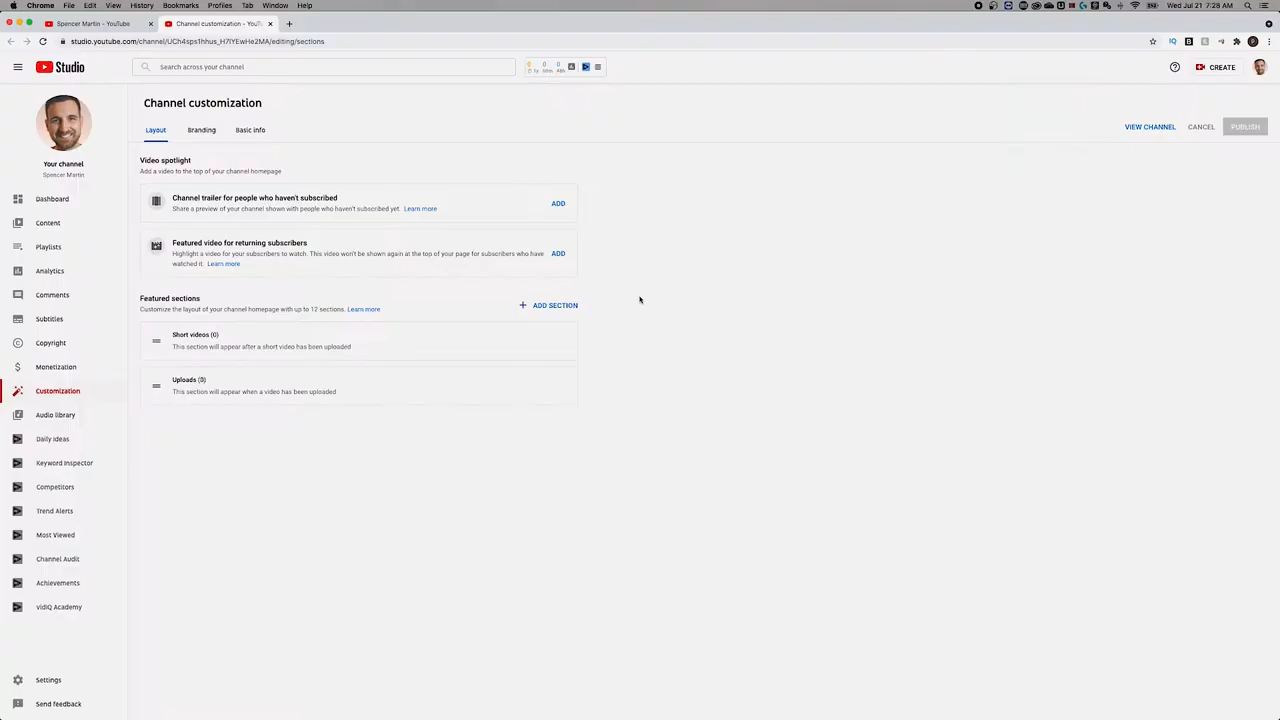 Chrome File Edit View History Bookmarks Profiles Tab Window Help
Wed Jul 21 7:28 AM
Spencer Martin - YouTube
Channel customization - YouTu
studio.youtube.com/channel/UCh4sps1hhus_H7IYEwHe2MA/editing/sections
Studio
Search across your channel
CREATE
Channel customization
Layout Branding Basic info
VIEW CHANNEL CANCEL PUBLISH
Your channel
Spencer Martin
Dashboard
Content
Playlists
Analytics
Comments
Subtitles
Copyright
Monetization
Customization
Audio library
Daily Ideas
Keyword Inspector
Competitors
Trend Alerts
Most Viewed
Channel Audit
Achievements
vidIQ Academy
Settings
Send feedback
Video spotlight
Add a video to the top of your channel homepage
Channel trailer for people who haven't subscribed
Share a preview of your channel shown with people who haven't subscribed yet. Learn more
ADD
Featured video for returning subscribers
Highlight a video for your subscribers to watch. This video won't be shown again at the top of your page for subscribers who have
watched it. Learn more
ADD
Featured sections
Customize the layout of your channel homepage with up to 12 sections. Learn more
ADD SECTION
Short videos (0)
This section will appear after a short video has been uploaded
Uploads (0)
This section will appear when a video has been uploaded